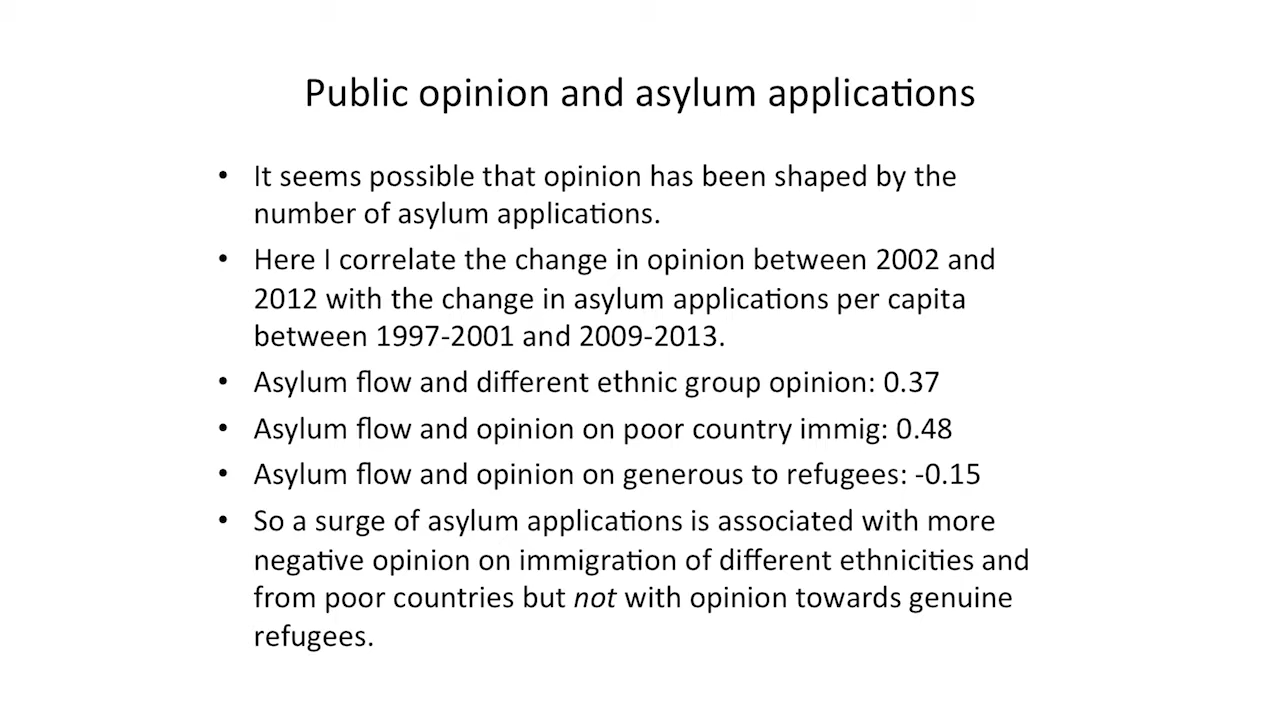 Public opinion and asylum applications
• It seems possible that opinion has been shaped by the
number of asylum applications.
• Here I correlate the change in opinion between 2002 and
2012 with the change in asylum applications per capita
between 1997-2001 and 2009-2013.
• Asylum flow and different ethnic group opinion: 0.37
• Asylum flow and opinion on poor country immig: 0.48
• Asylum flow and opinion on generous to refugees: -0.15
• So a surge of asylum applications is associated with more
negative opinion on immigration of different ethnicities and
from poor countries but not with opinion towards genuine
refugees.